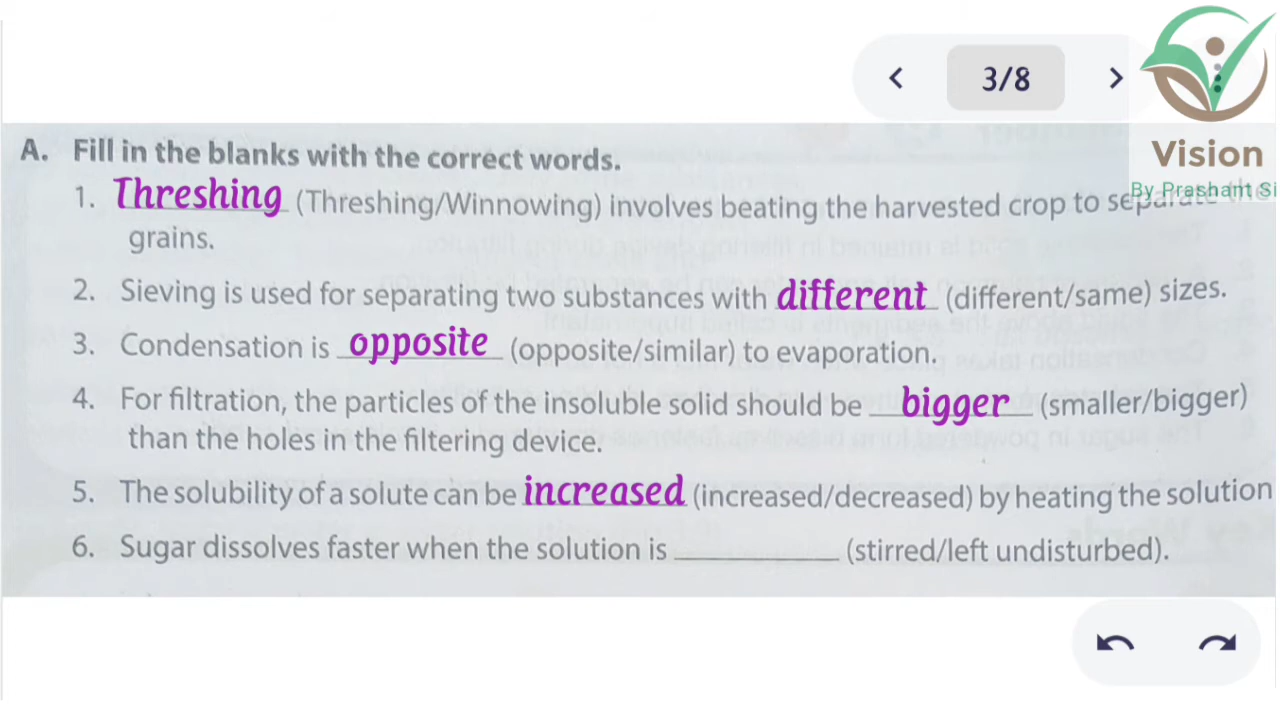 3/8
Vision
By Prashant Si
A. Fill in the blanks with the correct words.
1. Threshing (Threshing/Winnowing) involves beating the harvested crop to separate the
grains.
2. Sieving is used for separating two substances with different (different/same) sizes.
3. Condensation is opposite (opposite/similar) to evaporation.
4. For filtration, the particles of the insoluble solid should be bigger (smaller/bigger)
than the holes in the filtering device.
5. The solubility of a solute can be increased (increased/decreased) by heating the solution
6. Sugar dissolves faster when the solution is ________ (stirred/left undisturbed).